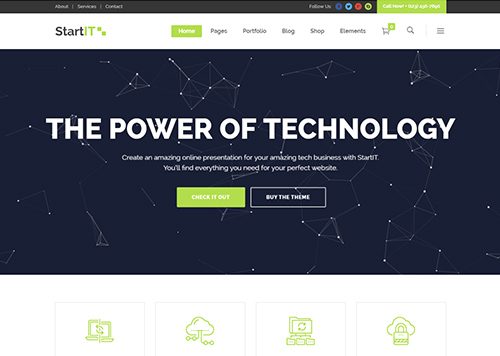 About | Services | Contact
Follow Us:
Call Now! + (123) 456-7890
StartIT
Home Pages Portfolio Blog Shop Elements 0
THE POWER OF TECHNOLOGY
Create an amazing online presentation for your amazing tech business with StartIT.
You'll find everything you need for your perfect website.
CHECK IT OUT BUY THE THEME